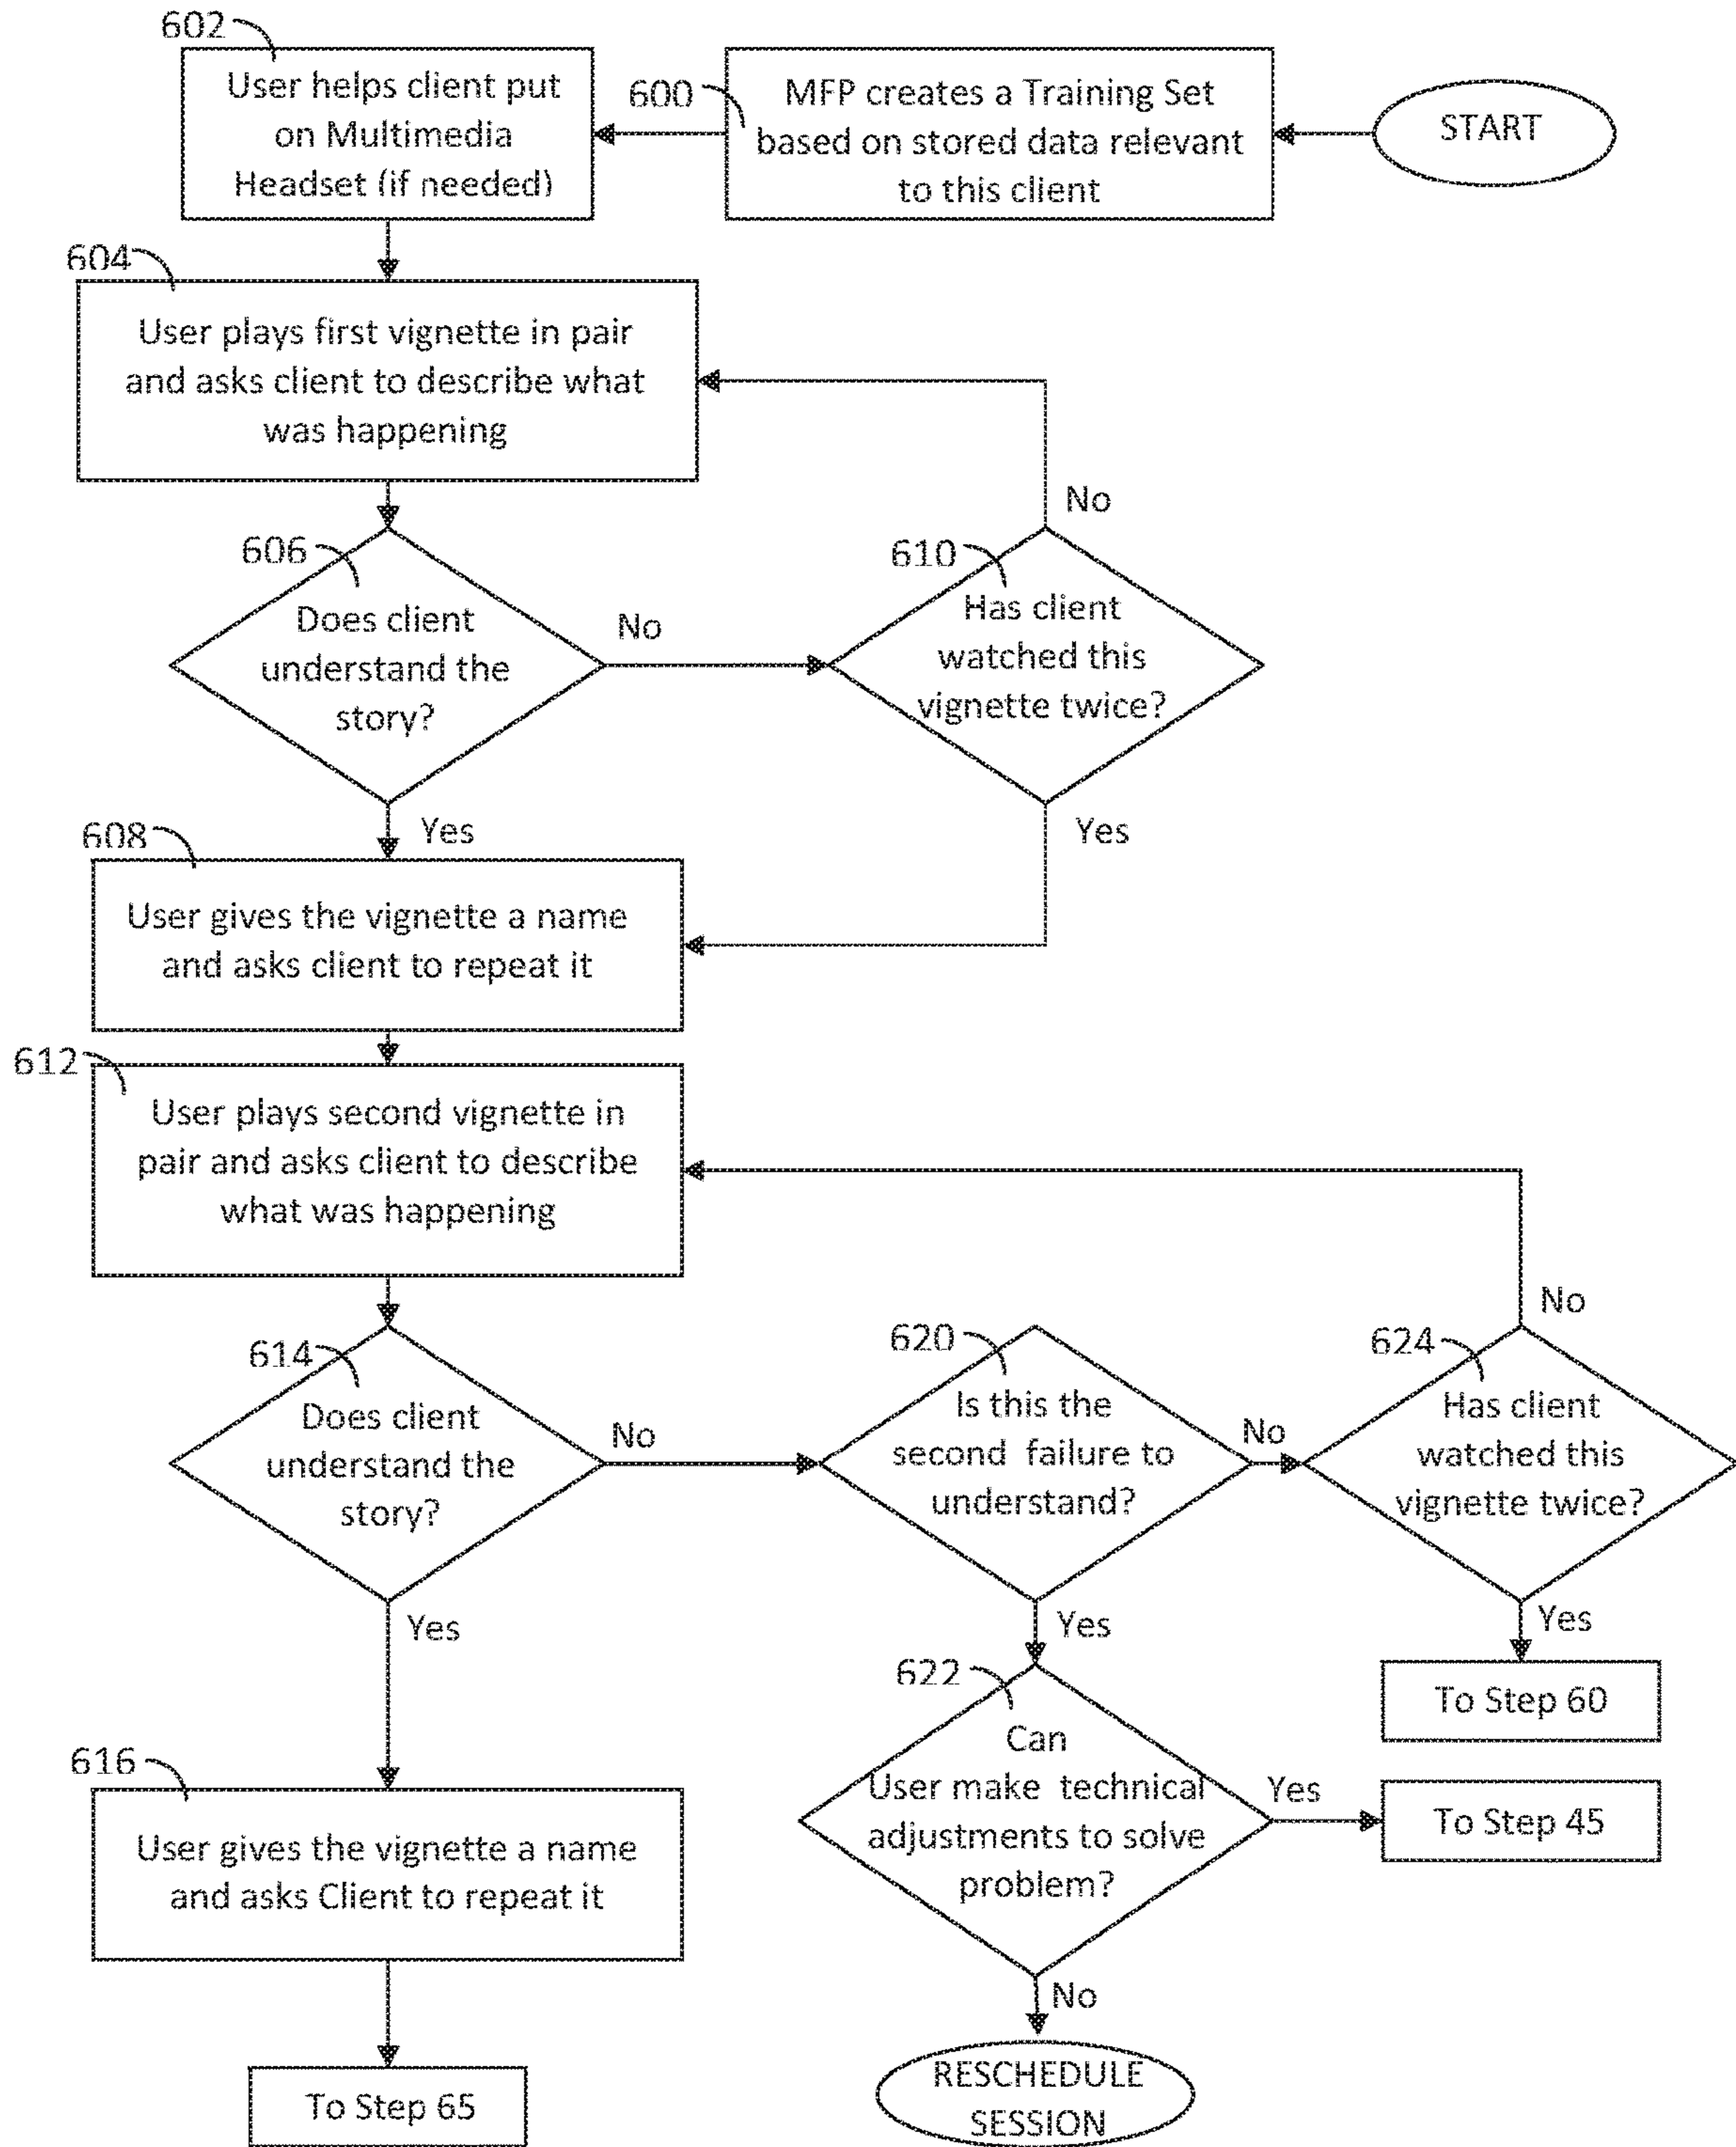 START
600
MFP creates a Training Set
based on stored data relevant
to this client
602
User helps client put
on Multimedia
Headset (if needed)
604
User plays first vignette in pair
and asks client to describe what
was happening
606
Does client
understand the
story?
No
Yes
610
Has client
watched this
vignette twice?
No
Yes
608
User gives the vignette a name
and asks client to repeat it
612
User plays second vignette in
pair and asks client to describe
what was happening
614
Does client
understand the
story?
No
Yes
620
Is this the
second failure to
understand?
No
Yes
624
Has client
watched this
vignette twice?
No
Yes
To Step 60
622
Can
User make technical
adjustments to solve
problem?
Yes
To Step 45
No
RESCHEDULE
SESSION
616
User gives the vignette a name
and asks Client to repeat it
To Step 65